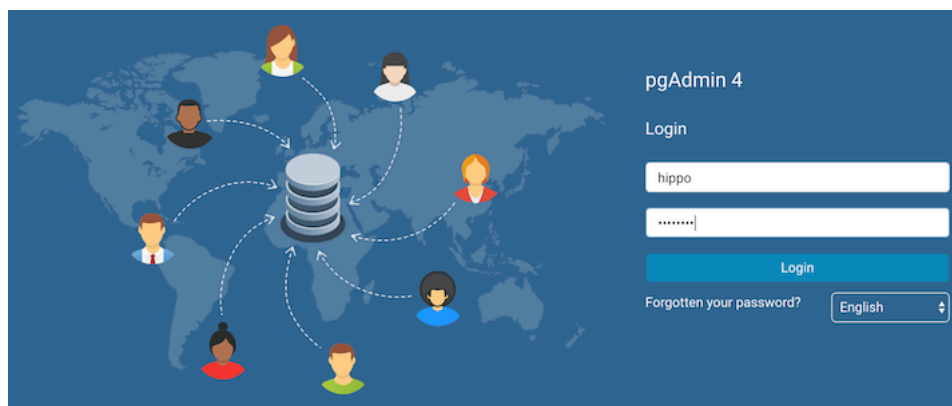 pgAdmin 4
Login
hippo
••••••••
Login
Forgotten your password?
English